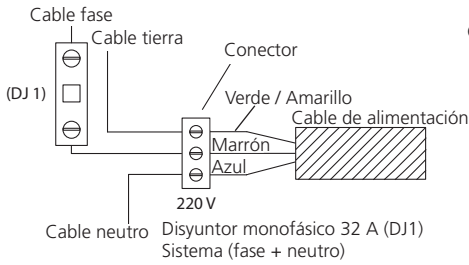 Cable fase
Cable tierra
Conector
(DJ 1)
Verde / Amarillo
Cable de alimentación
Marrón
Azul
220 V
Cable neutro
Disyuntor monofásico 32 A (DJ1)
Sistema (fase + neutro)